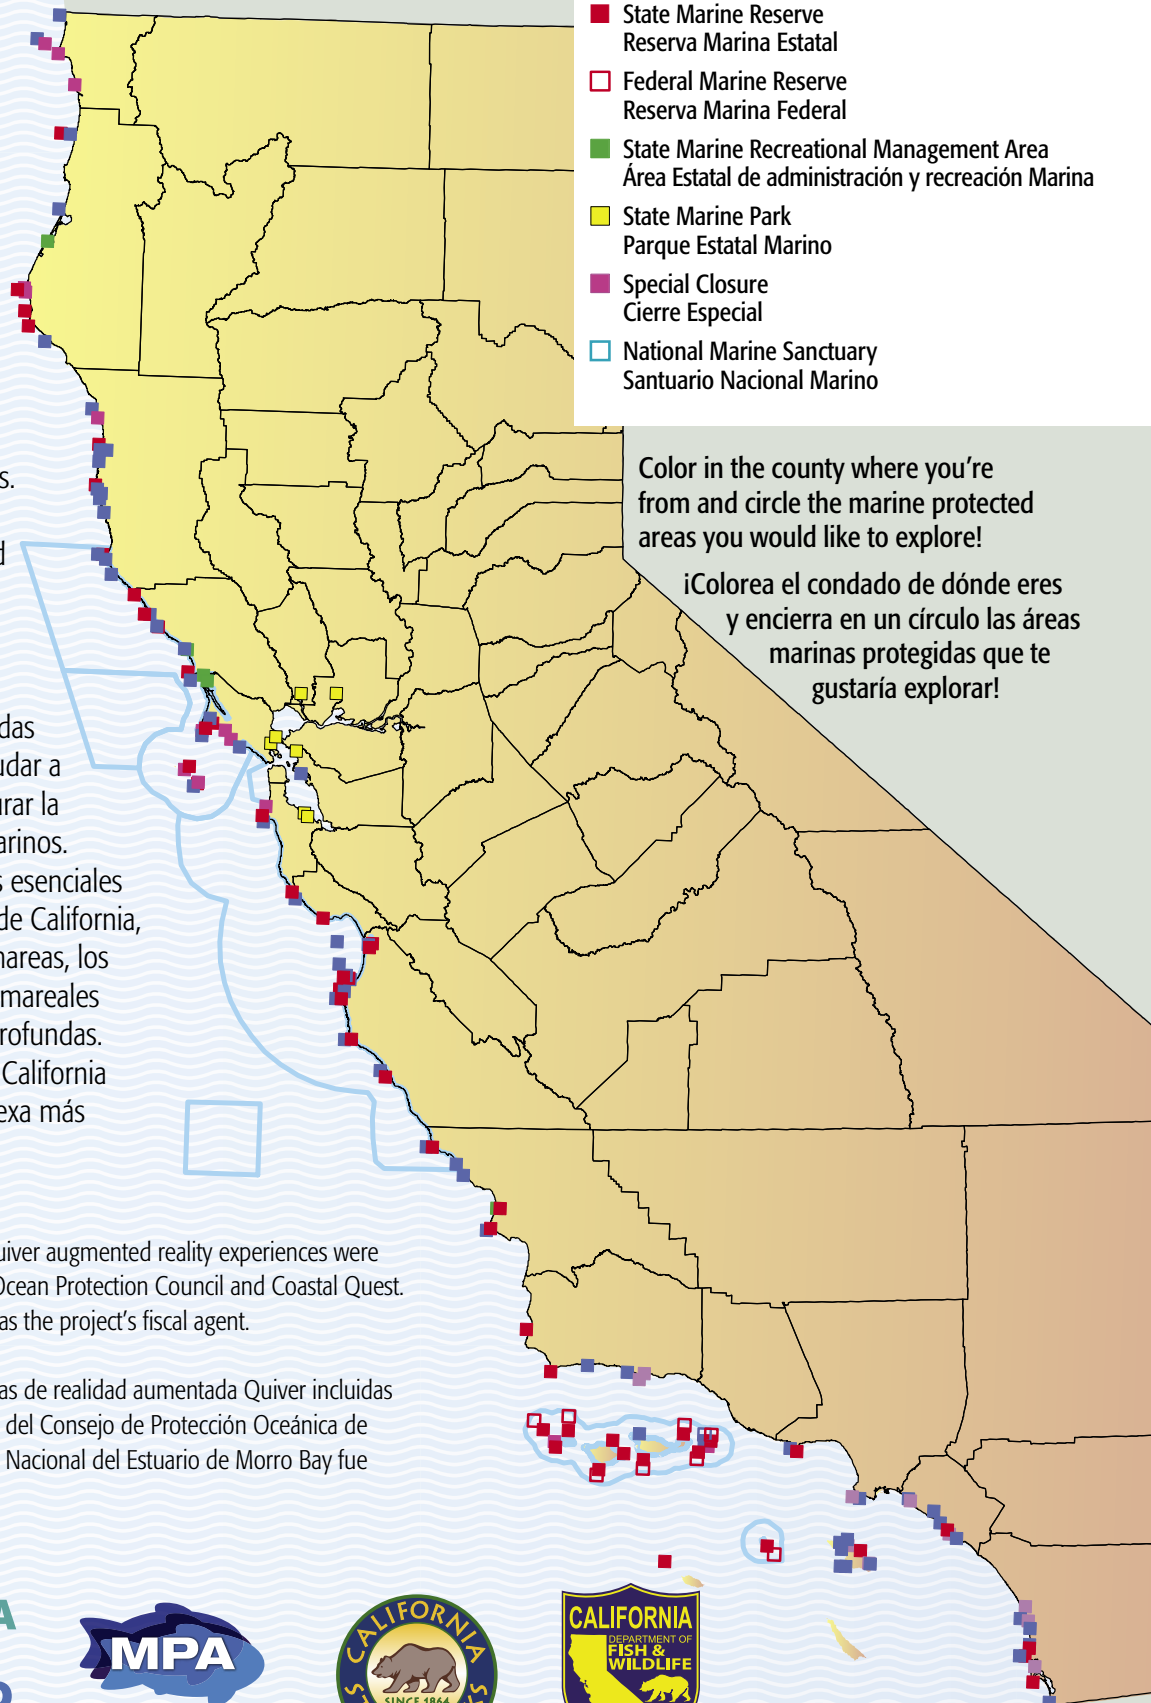 State Marine Reserve
Reserva Marina Estatal
Federal Marine Reserve
Reserva Marina Federal
State Marine Recreational Management Area
Área Estatal de administración y recreación Marina
State Marine Park
Parque Estatal Marino
Special Closure
Cierre Especial
National Marine Sanctuary
Santuario Nacional Marino
Color in the county where you're
from and circle the marine protected
areas you would like to explore!
¡Colorea el condado de dónde eres
y encierra en un círculo las áreas
marinas protegidas que te
gustaría explorar!
s.
d
das
udar a
rar la
arinos.
s esenciales
de California,
nareas, los
mareales
rofundas.
California
exa más
uiver augmented reality experiences were
Ocean Protection Council and Coastal Quest.
as the project's fiscal agent.
as de realidad aumentada Quiver incluidas
del Consejo de Protección Oceánica de
Nacional del Estuario de Morro Bay fue
A
MPA
CALIFORNIA
SINCE 1864
CALIFORNIA
DEPARTMENT OF
FISH &
WILDLIFE